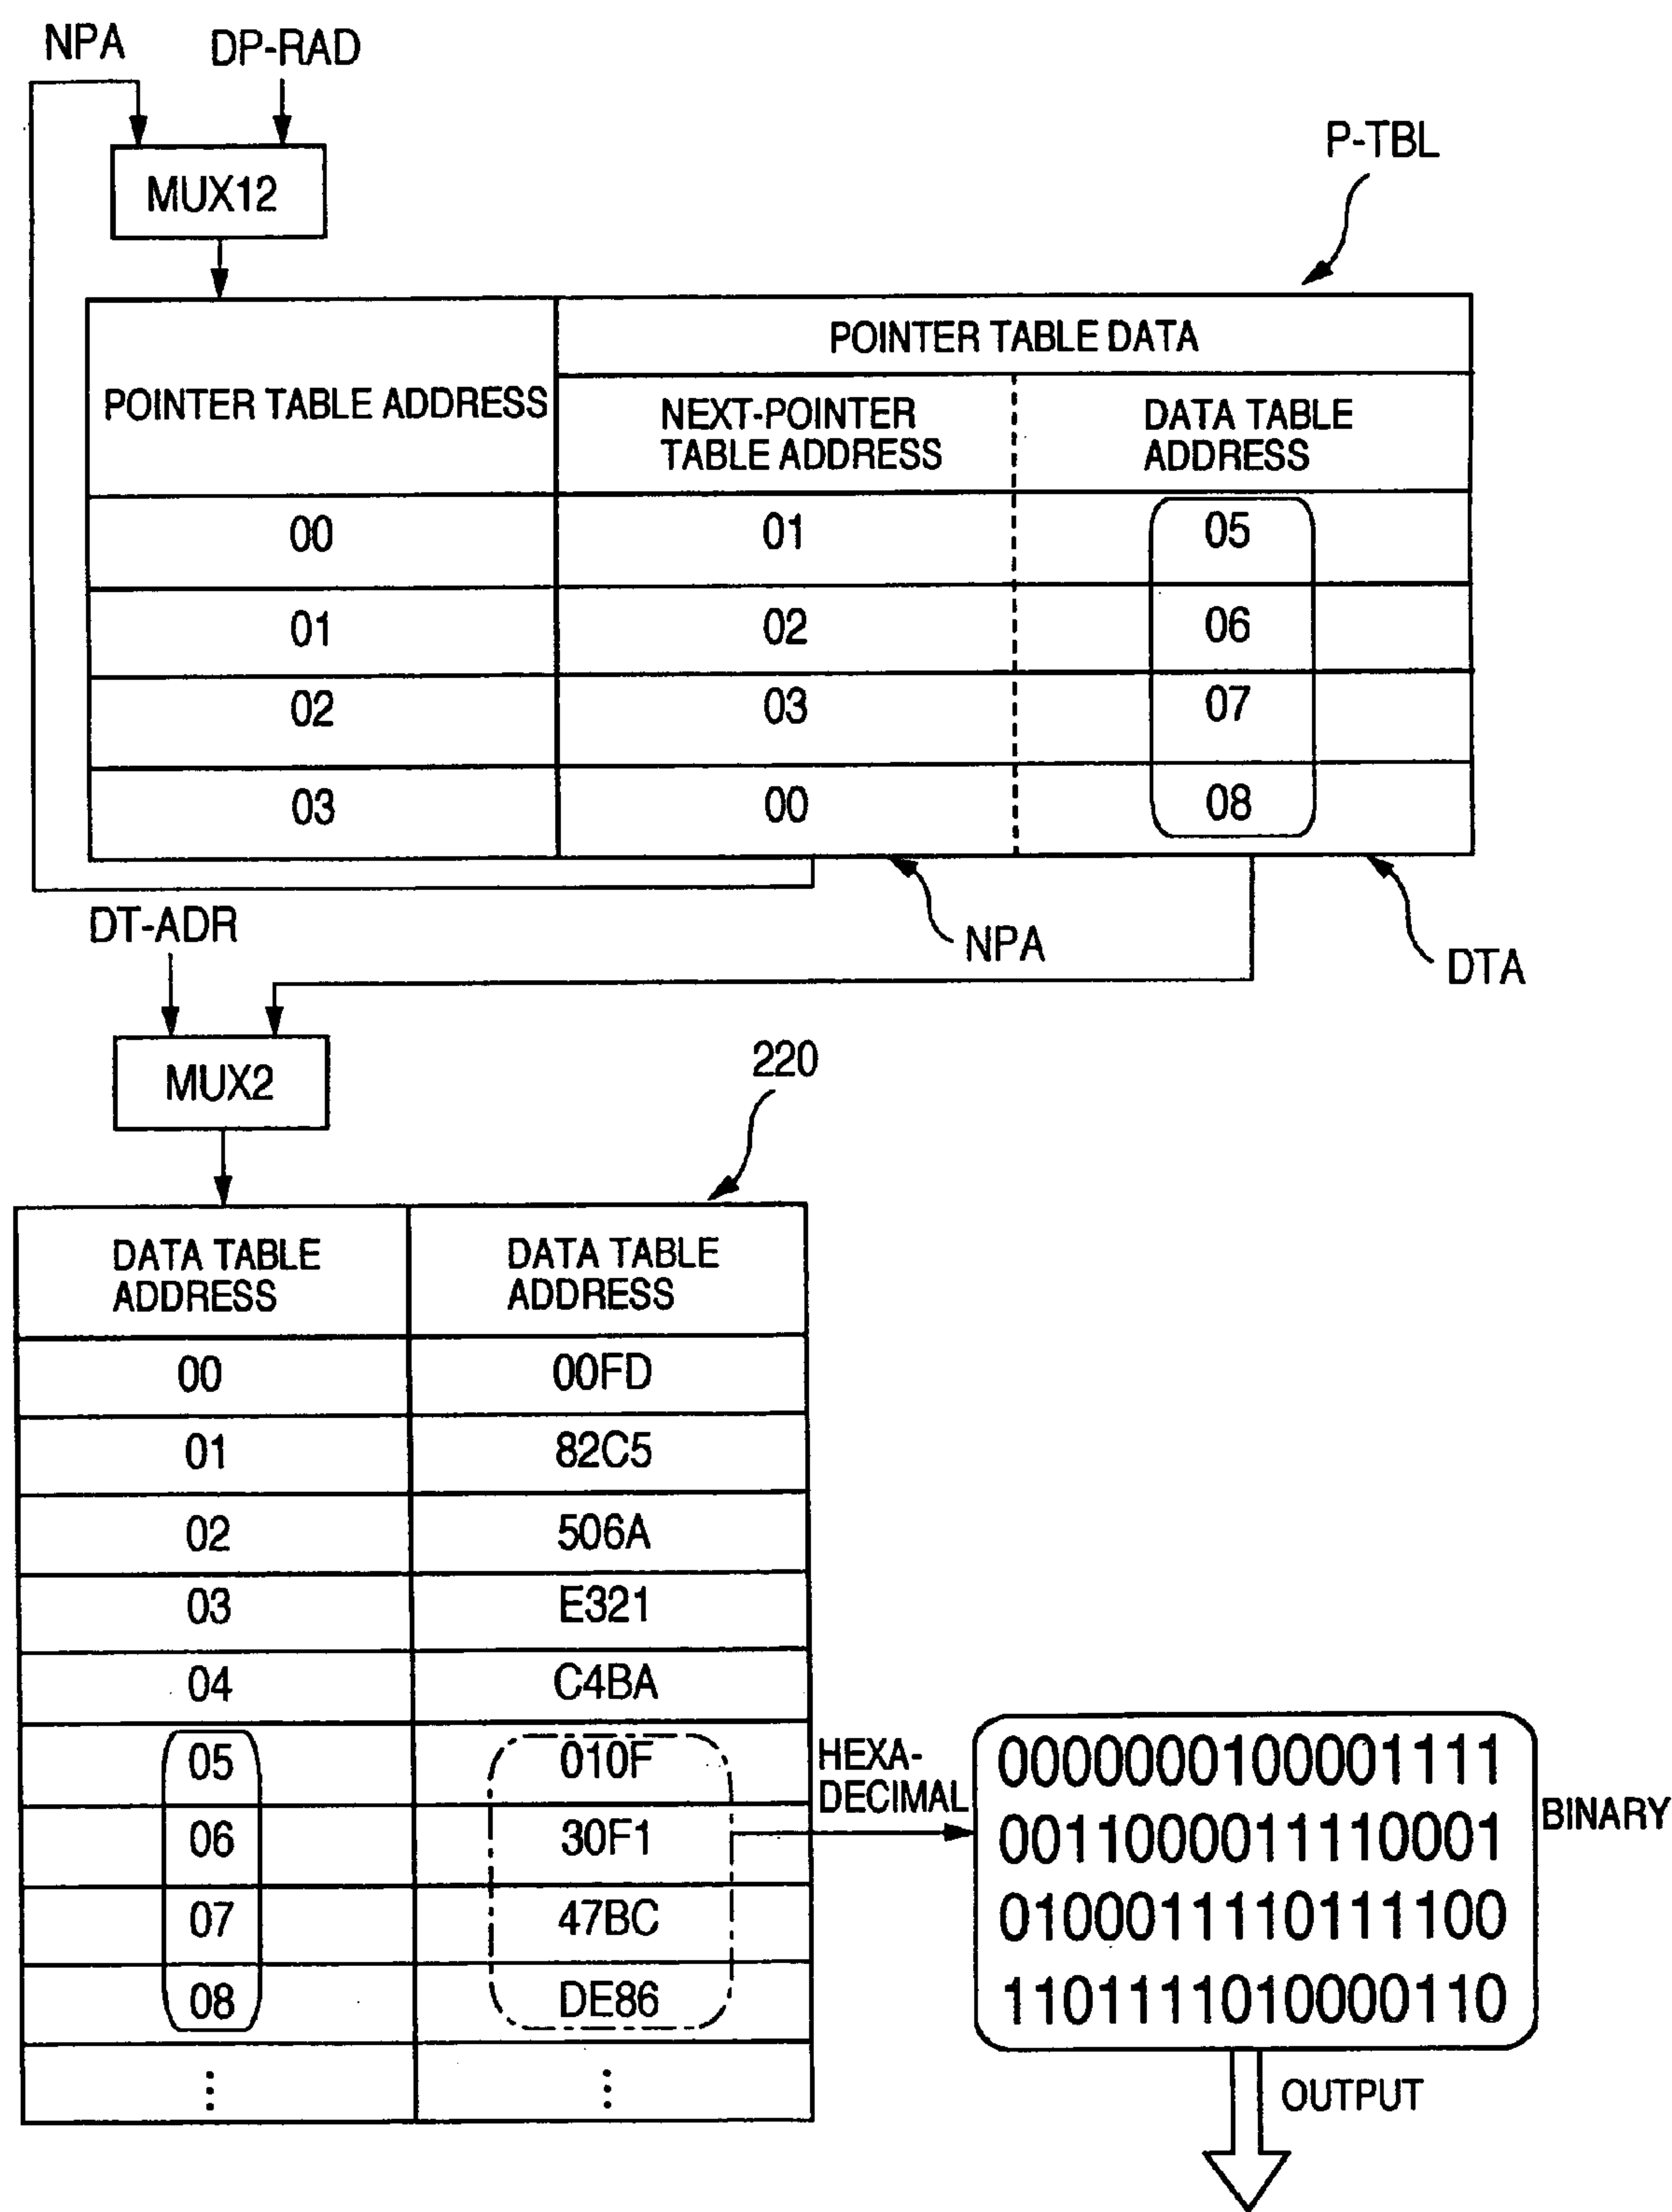 NPA DP-RAD
MUX12
P-TBL
POINTER TABLE DATA
POINTER TABLE ADDRESS
NEXT-POINTER
TABLE ADDRESS
DATA TABLE
ADDRESS
00 01 05
01 02 06
02 03 07
03 00 08
DT-ADR
NPA
DTA
MUX2
220
DATA TABLE
ADDRESS
DATA TABLE
ADDRESS
00 00FD
01 82C5
02 506A
03 E321
04 C4BA
05 010F
06 30F1
07 47BC
08 DE86
⋮ ⋮
HEXA-
DECIMAL
0000000100001111
0011000011110001
0100011110111100
1101111010000110
BINARY
OUTPUT